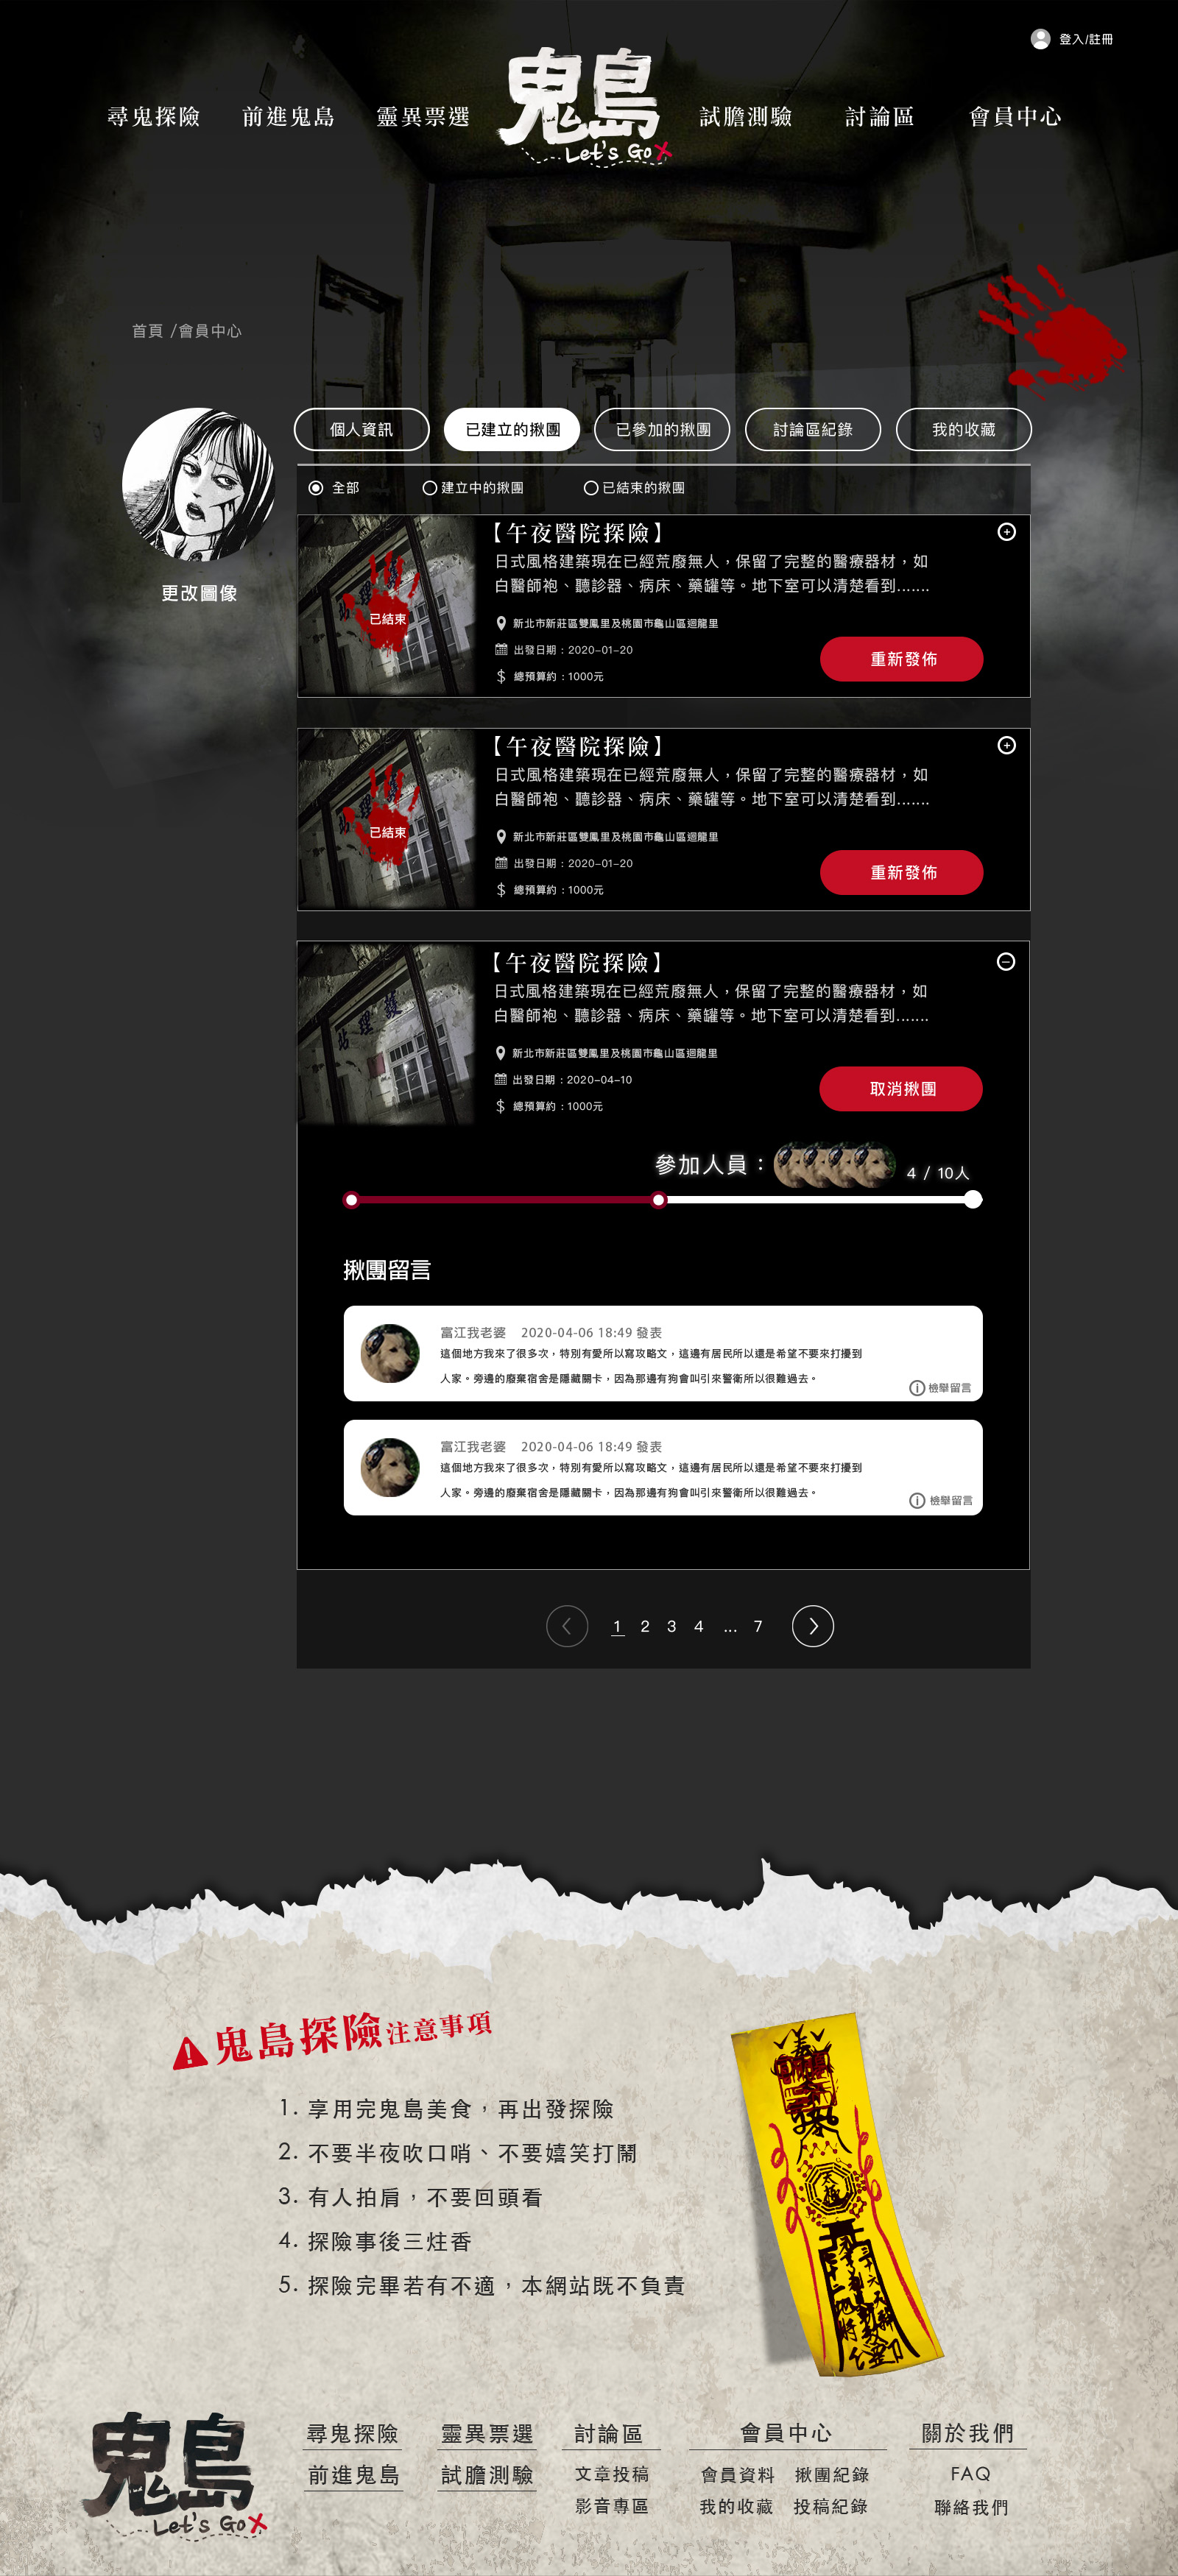 登入/註冊
尋鬼探險 前進鬼島 靈異票選 鬼島 試膽測驗 討論區 會員中心
Let's Go
首頁 /會員中心
個人資訊 已建立的揪團 已參加的揪團 討論區紀錄 我的收藏
全部 建立中的揪團 已結束的揪團
更改圖像
【午夜醫院探險】
日式風格建築現在已經荒廢無人，保留了完整的醫療器材，如
白醫師袍、聽診器、病床、藥罐等。地下室可以清楚看到.......
已結束
新北市新莊區雙鳳里及桃園市龜山區迴龍里
出發日期：2020-01-20
總預算約：1000元
重新發佈
【午夜醫院探險】
日式風格建築現在已經荒廢無人，保留了完整的醫療器材，如
白醫師袍、聽診器、病床、藥罐等。地下室可以清楚看到.......
已結束
新北市新莊區雙鳳里及桃園市龜山區迴龍里
出發日期：2020-01-20
總預算約：1000元
重新發佈
【午夜醫院探險】
日式風格建築現在已經荒廢無人，保留了完整的醫療器材，如
白醫師袍、聽診器、病床、藥罐等。地下室可以清楚看到.......
護理站
新北市新莊區雙鳳里及桃園市龜山區迴龍里
出發日期：2020-04-10
總預算約：1000元
取消揪團
參加人員： 4 / 10人
揪團留言
富江我老婆 2020-04-06 18:49 發表
這個地方我來了很多次，特別有愛所以寫攻略文，這邊有居民所以還是希望不要來打擾到
人家。旁邊的廢棄宿舍是隱藏關卡，因為那邊有狗會叫引來警衛所以很難過去。
檢舉留言
富江我老婆 2020-04-06 18:49 發表
這個地方我來了很多次，特別有愛所以寫攻略文，這邊有居民所以還是希望不要來打擾到
人家。旁邊的廢棄宿舍是隱藏關卡，因為那邊有狗會叫引來警衛所以很難過去。
檢舉留言
1 2 3 4 ... 7
鬼島探險注意事項
1. 享用完鬼島美食，再出發探險
2. 不要半夜吹口哨、不要嬉笑打鬧
3. 有人拍肩，不要回頭看
4. 探險事後三炷香
5. 探險完畢若有不適，本網站既不負責
太極
鬼島
Let's Go
尋鬼探險 靈異票選 討論區 會員中心 關於我們
前進鬼島 試膽測驗 文章投稿 會員資料 揪團紀錄 FAQ
影音專區 我的收藏 投稿紀錄 聯絡我們